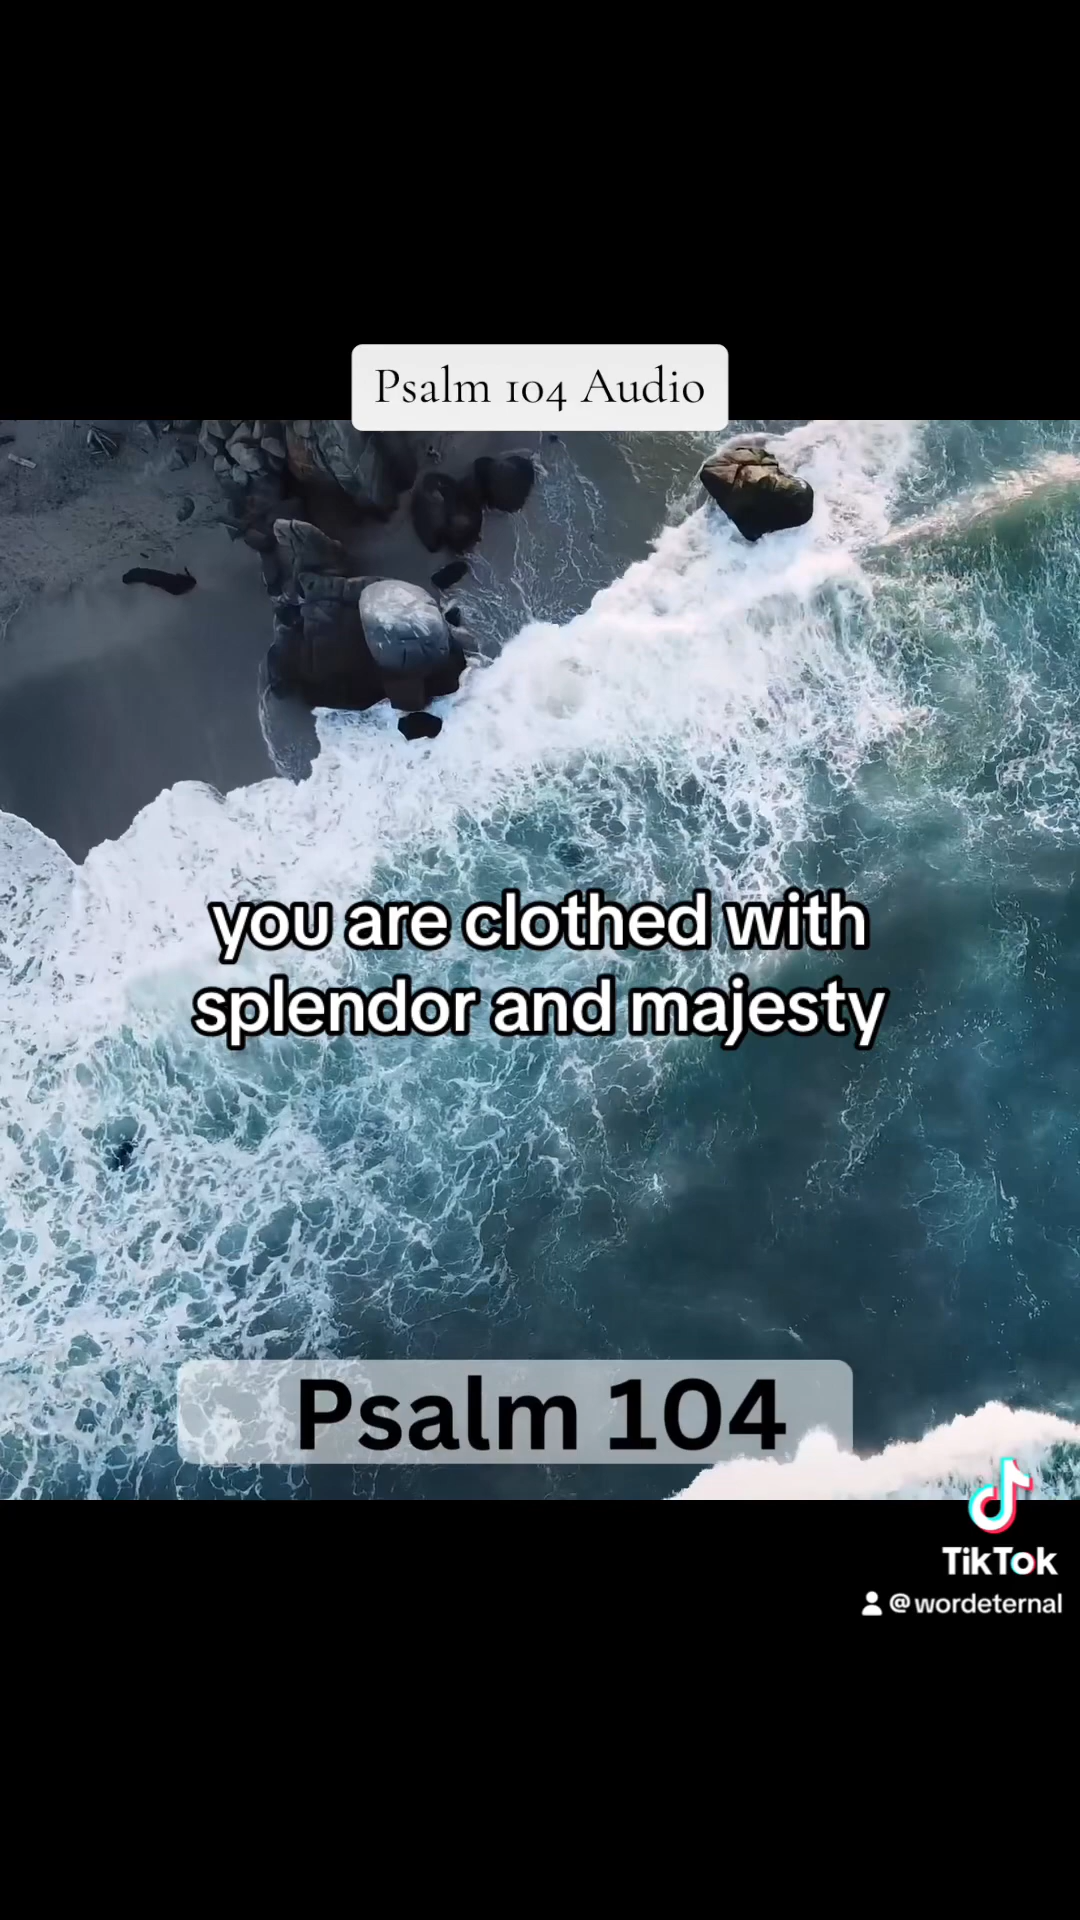 Psalm 104 Audio
you are clothed with
splendor and majesty
Psalm 104
TikTok
@wordeternal